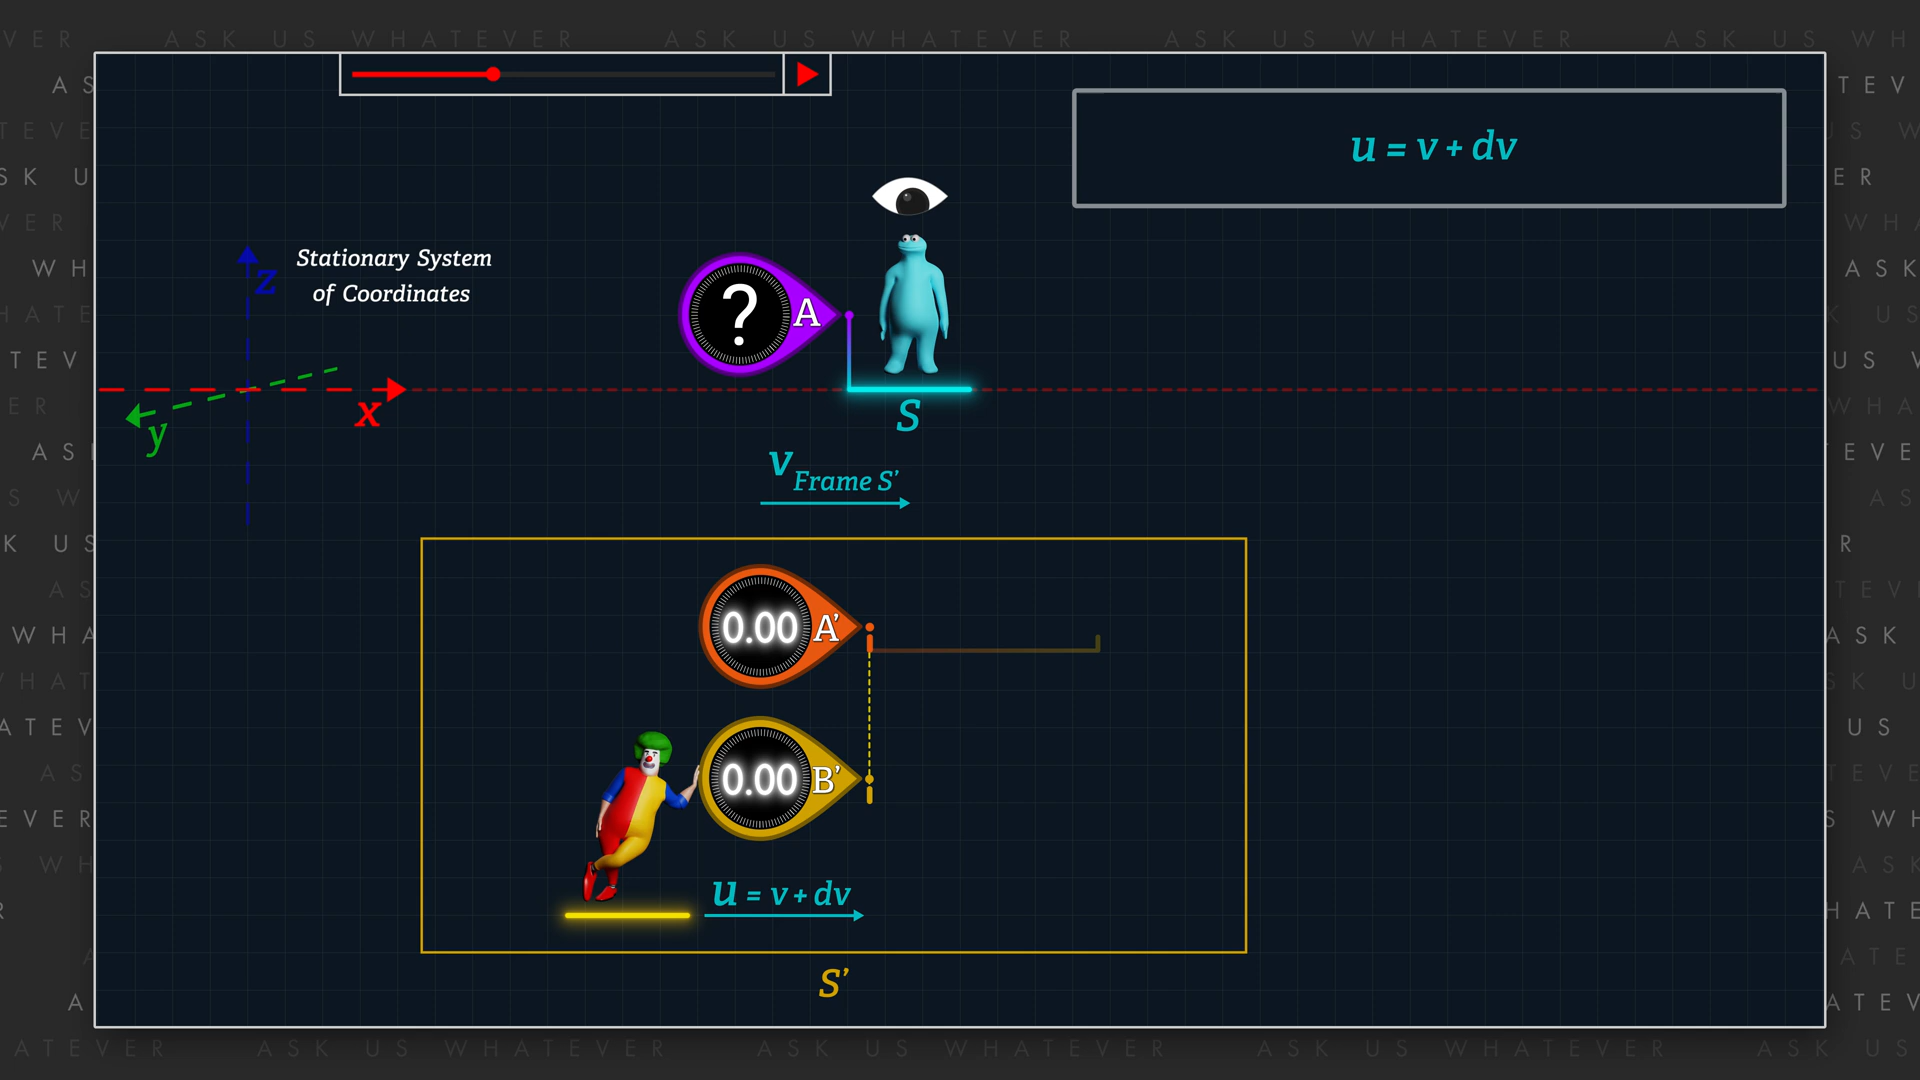 ASK US WHATEVER
u = v + dv
Stationary System
of Coordinates
z
?
A
x
y
S
v Frame S'
0.00 A'
0.00 B'
u = v + dv
S'